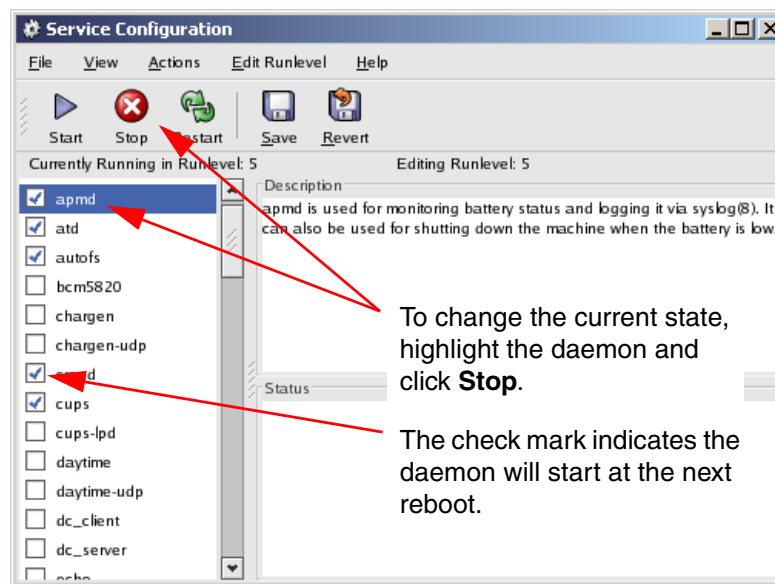 Service Configuration
File View Actions Edit Runlevel Help
Start Stop Restart Save Revert
Currently Running in Runlevel: 5 Editing Runlevel: 5
apmd
atd
autofs
bcm5820
chargen
chargen-udp
cups
cups-lpd
daytime
daytime-udp
dc_client
dc_server
echo
Description
apmd is used for monitoring battery status and logging it via syslog(8). It
can also be used for shutting down the machine when the battery is low.
Status
To change the current state,
highlight the daemon and
click Stop.
The check mark indicates the
daemon will start at the next
reboot.